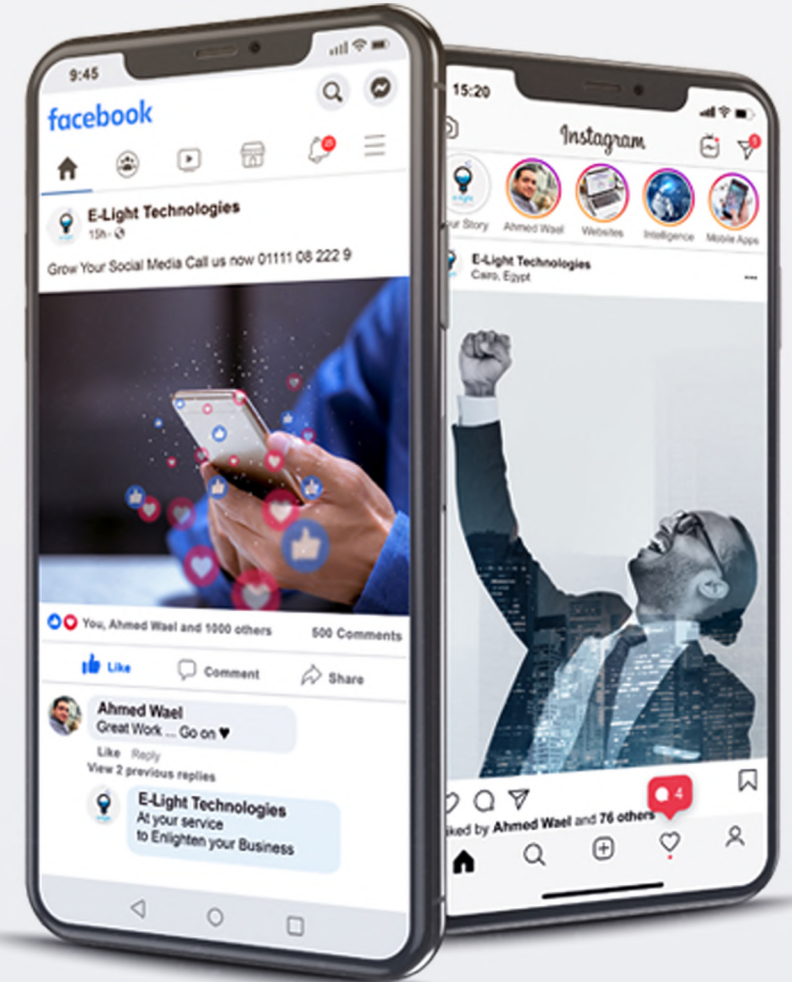 9:45
facebook
25
E-Light Technologies
15h ·
Grow Your Social Media Call us now 01111 08 222 9
You, Ahmed Wael and 1000 others
500 Comments
Like
Comment
Share
Ahmed Wael
Great Work ... Go on ♥
Like Reply
View 2 previous replies
E-Light Technologies
At your service
to Enlighten your Business
15:20
Instagram
ur Story
Ahmed Wael
Websites
Intelligence
Mobile Apps
E-Light Technologies
Cairo, Egypt
4
iked by Ahmed Wael and 76 others